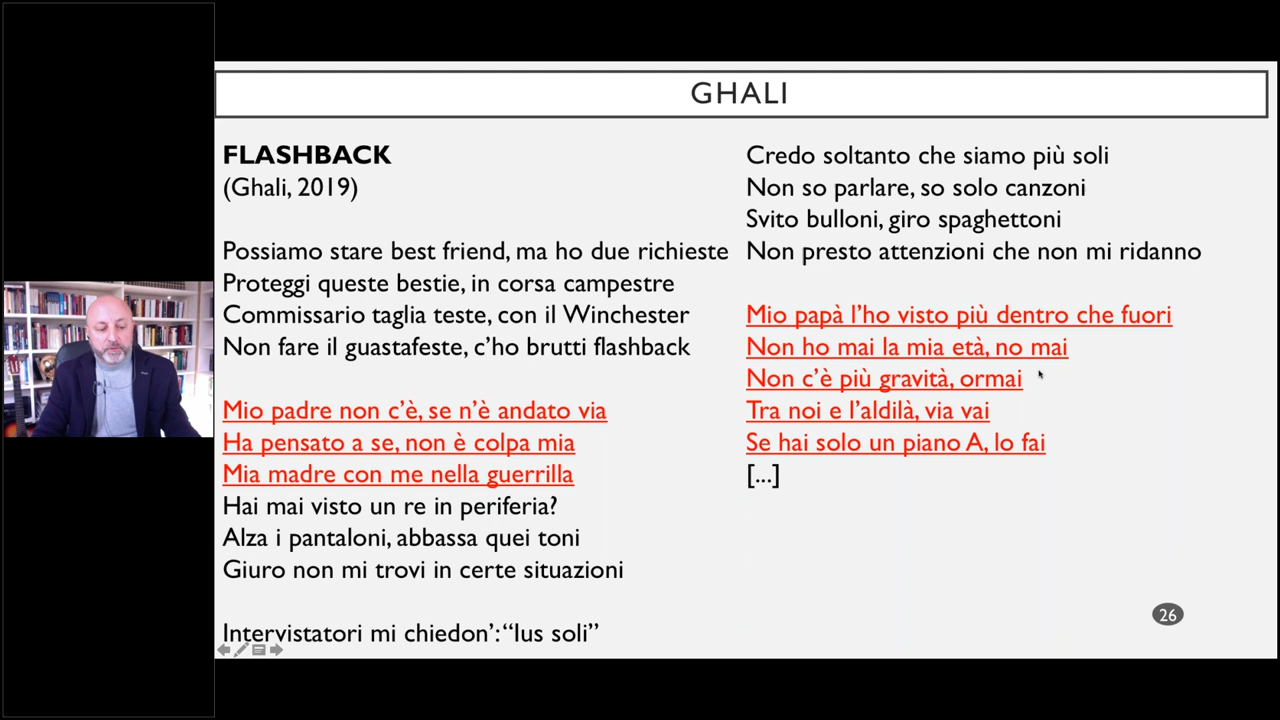 GHALI
FLASHBACK
(Ghali, 2019)
Possiamo stare best friend, ma ho due richieste
Proteggi queste bestie, in corsa campestre
Commissario taglia teste, con il Winchester
Non fare il guastafeste, c’ho brutti flashback
Mio padre non c’è, se n’è andato via
Ha pensato a se, non è colpa mia
Mia madre con me nella guerrilla
Hai mai visto un re in periferia?
Alza i pantaloni, abbassa quei toni
Giuro non mi trovi in certe situazioni
Intervistatori mi chiedon’: “Ius soli”
Credo soltanto che siamo più soli
Non so parlare, so solo canzoni
Svito bulloni, giro spaghettoni
Non presto attenzioni che non mi ridanno
Mio papà l’ho visto più dentro che fuori
Non ho mai la mia età, no mai
Non c’è più gravità, ormai
Tra noi e l’aldilà, via vai
Se hai solo un piano A, lo fai
[...]
26